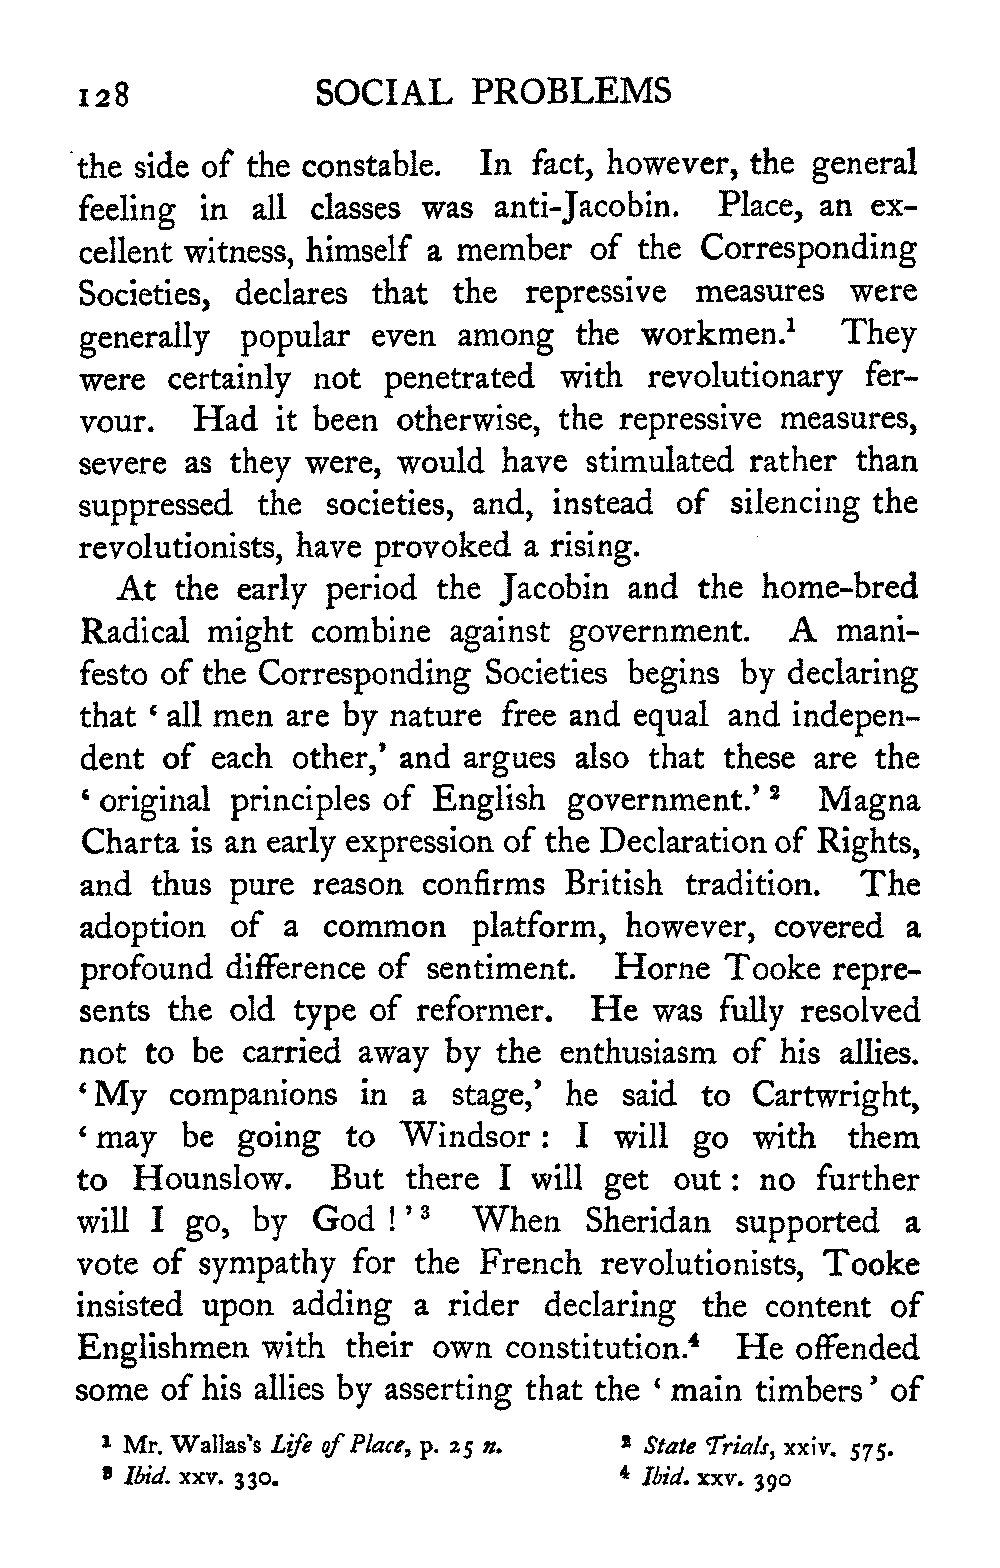 128 SOCIAL PROBLEMS
the side of the constable. In fact, however, the general
feeling in all classes was anti-Jacobin. Place, an ex-
cellent witness, himself a member of the Corresponding
Societies, declares that the repressive measures were
generally popular even among the workmen.¹ They
were certainly not penetrated with revolutionary fer-
vour. Had it been otherwise, the repressive measures,
severe as they were, would have stimulated rather than
suppressed the societies, and, instead of silencing the
revolutionists, have provoked a rising.
At the early period the Jacobin and the home-bred
Radical might combine against government. A mani-
festo of the Corresponding Societies begins by declaring
that ‘ all men are by nature free and equal and indepen-
dent of each other,’ and argues also that these are the
‘ original principles of English government.’ ² Magna
Charta is an early expression of the Declaration of Rights,
and thus pure reason confirms British tradition. The
adoption of a common platform, however, covered a
profound difference of sentiment. Horne Tooke repre-
sents the old type of reformer. He was fully resolved
not to be carried away by the enthusiasm of his allies.
‘ My companions in a stage,’ he said to Cartwright,
‘ may be going to Windsor : I will go with them
to Hounslow. But there I will get out : no further
will I go, by God ! ’ ³ When Sheridan supported a
vote of sympathy for the French revolutionists, Tooke
insisted upon adding a rider declaring the content of
Englishmen with their own constitution.⁴ He offended
some of his allies by asserting that the ‘ main timbers ’ of
¹ Mr. Wallas's Life of Place, p. 25 n. ² State Trials, xxiv. 575.
³ Ibid. xxv. 330. ⁴ Ibid. xxv. 390